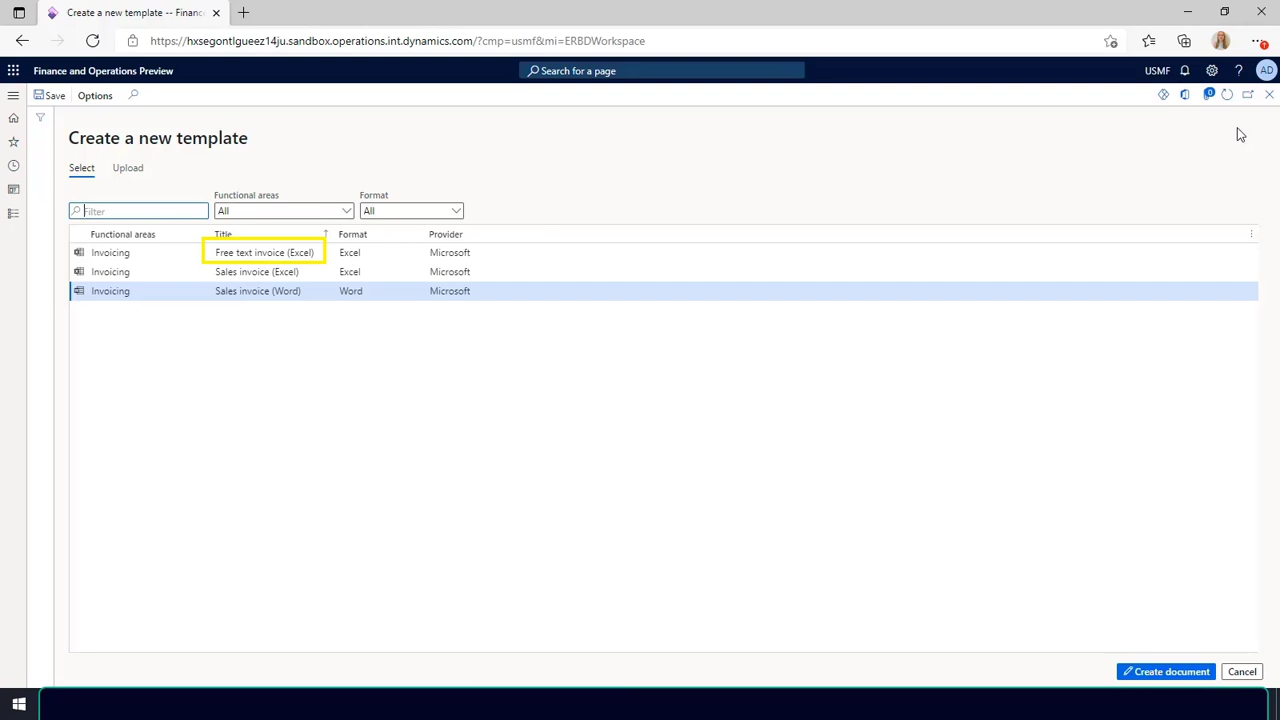 Create a new template -- Financ
https://hxsegontlgueez14ju.sandbox.operations.int.dynamics.com/?cmp=usmf&mi=ERBDWorkspace
Finance and Operations Preview
Search for a page
USMF
AD
Save
Options
0
Create a new template
Select
Upload
Functional areas
Format
Filter
All
All
Functional areas
Title
Format
Provider
Invoicing
Free text invoice (Excel)
Excel
Microsoft
Invoicing
Sales invoice (Excel)
Excel
Microsoft
Invoicing
Sales invoice (Word)
Word
Microsoft
Create document
Cancel